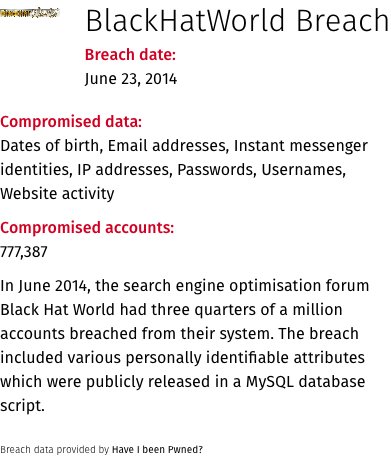 BlackHatWorld Breach
Breach date:
June 23, 2014
Compromised data:
Dates of birth, Email addresses, Instant messenger
identities, IP addresses, Passwords, Usernames,
Website activity
Compromised accounts:
777,387
In June 2014, the search engine optimisation forum
Black Hat World had three quarters of a million
accounts breached from their system. The breach
included various personally identifiable attributes
which were publicly released in a MySQL database
script.
Breach data provided by Have I been Pwned?